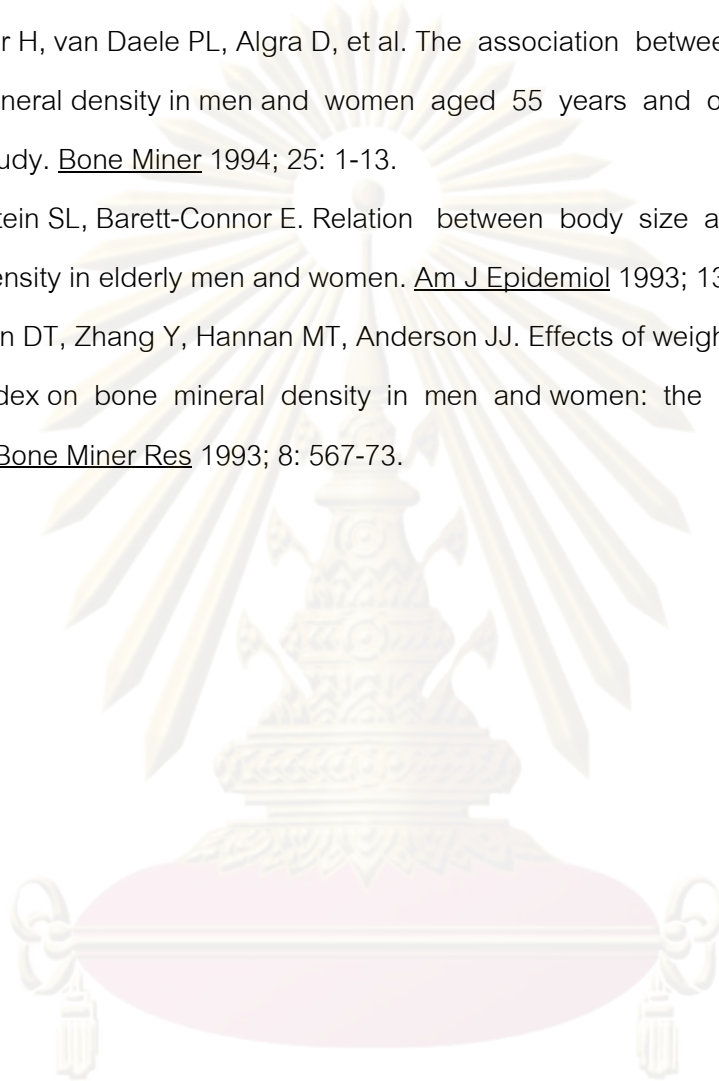 r H, van Daele PL, Algra D, et al. The association betwee
neral density in men and women aged 55 years and o
udy. Bone Miner 1994; 25: 1-13.
tein SL, Barett-Connor E. Relation between body size a
ensity in elderly men and women. Am J Epidemiol 1993; 13
n DT, Zhang Y, Hannan MT, Anderson JJ. Effects of weigh
dex on bone mineral density in men and women: the
Bone Miner Res 1993; 8: 567-73.